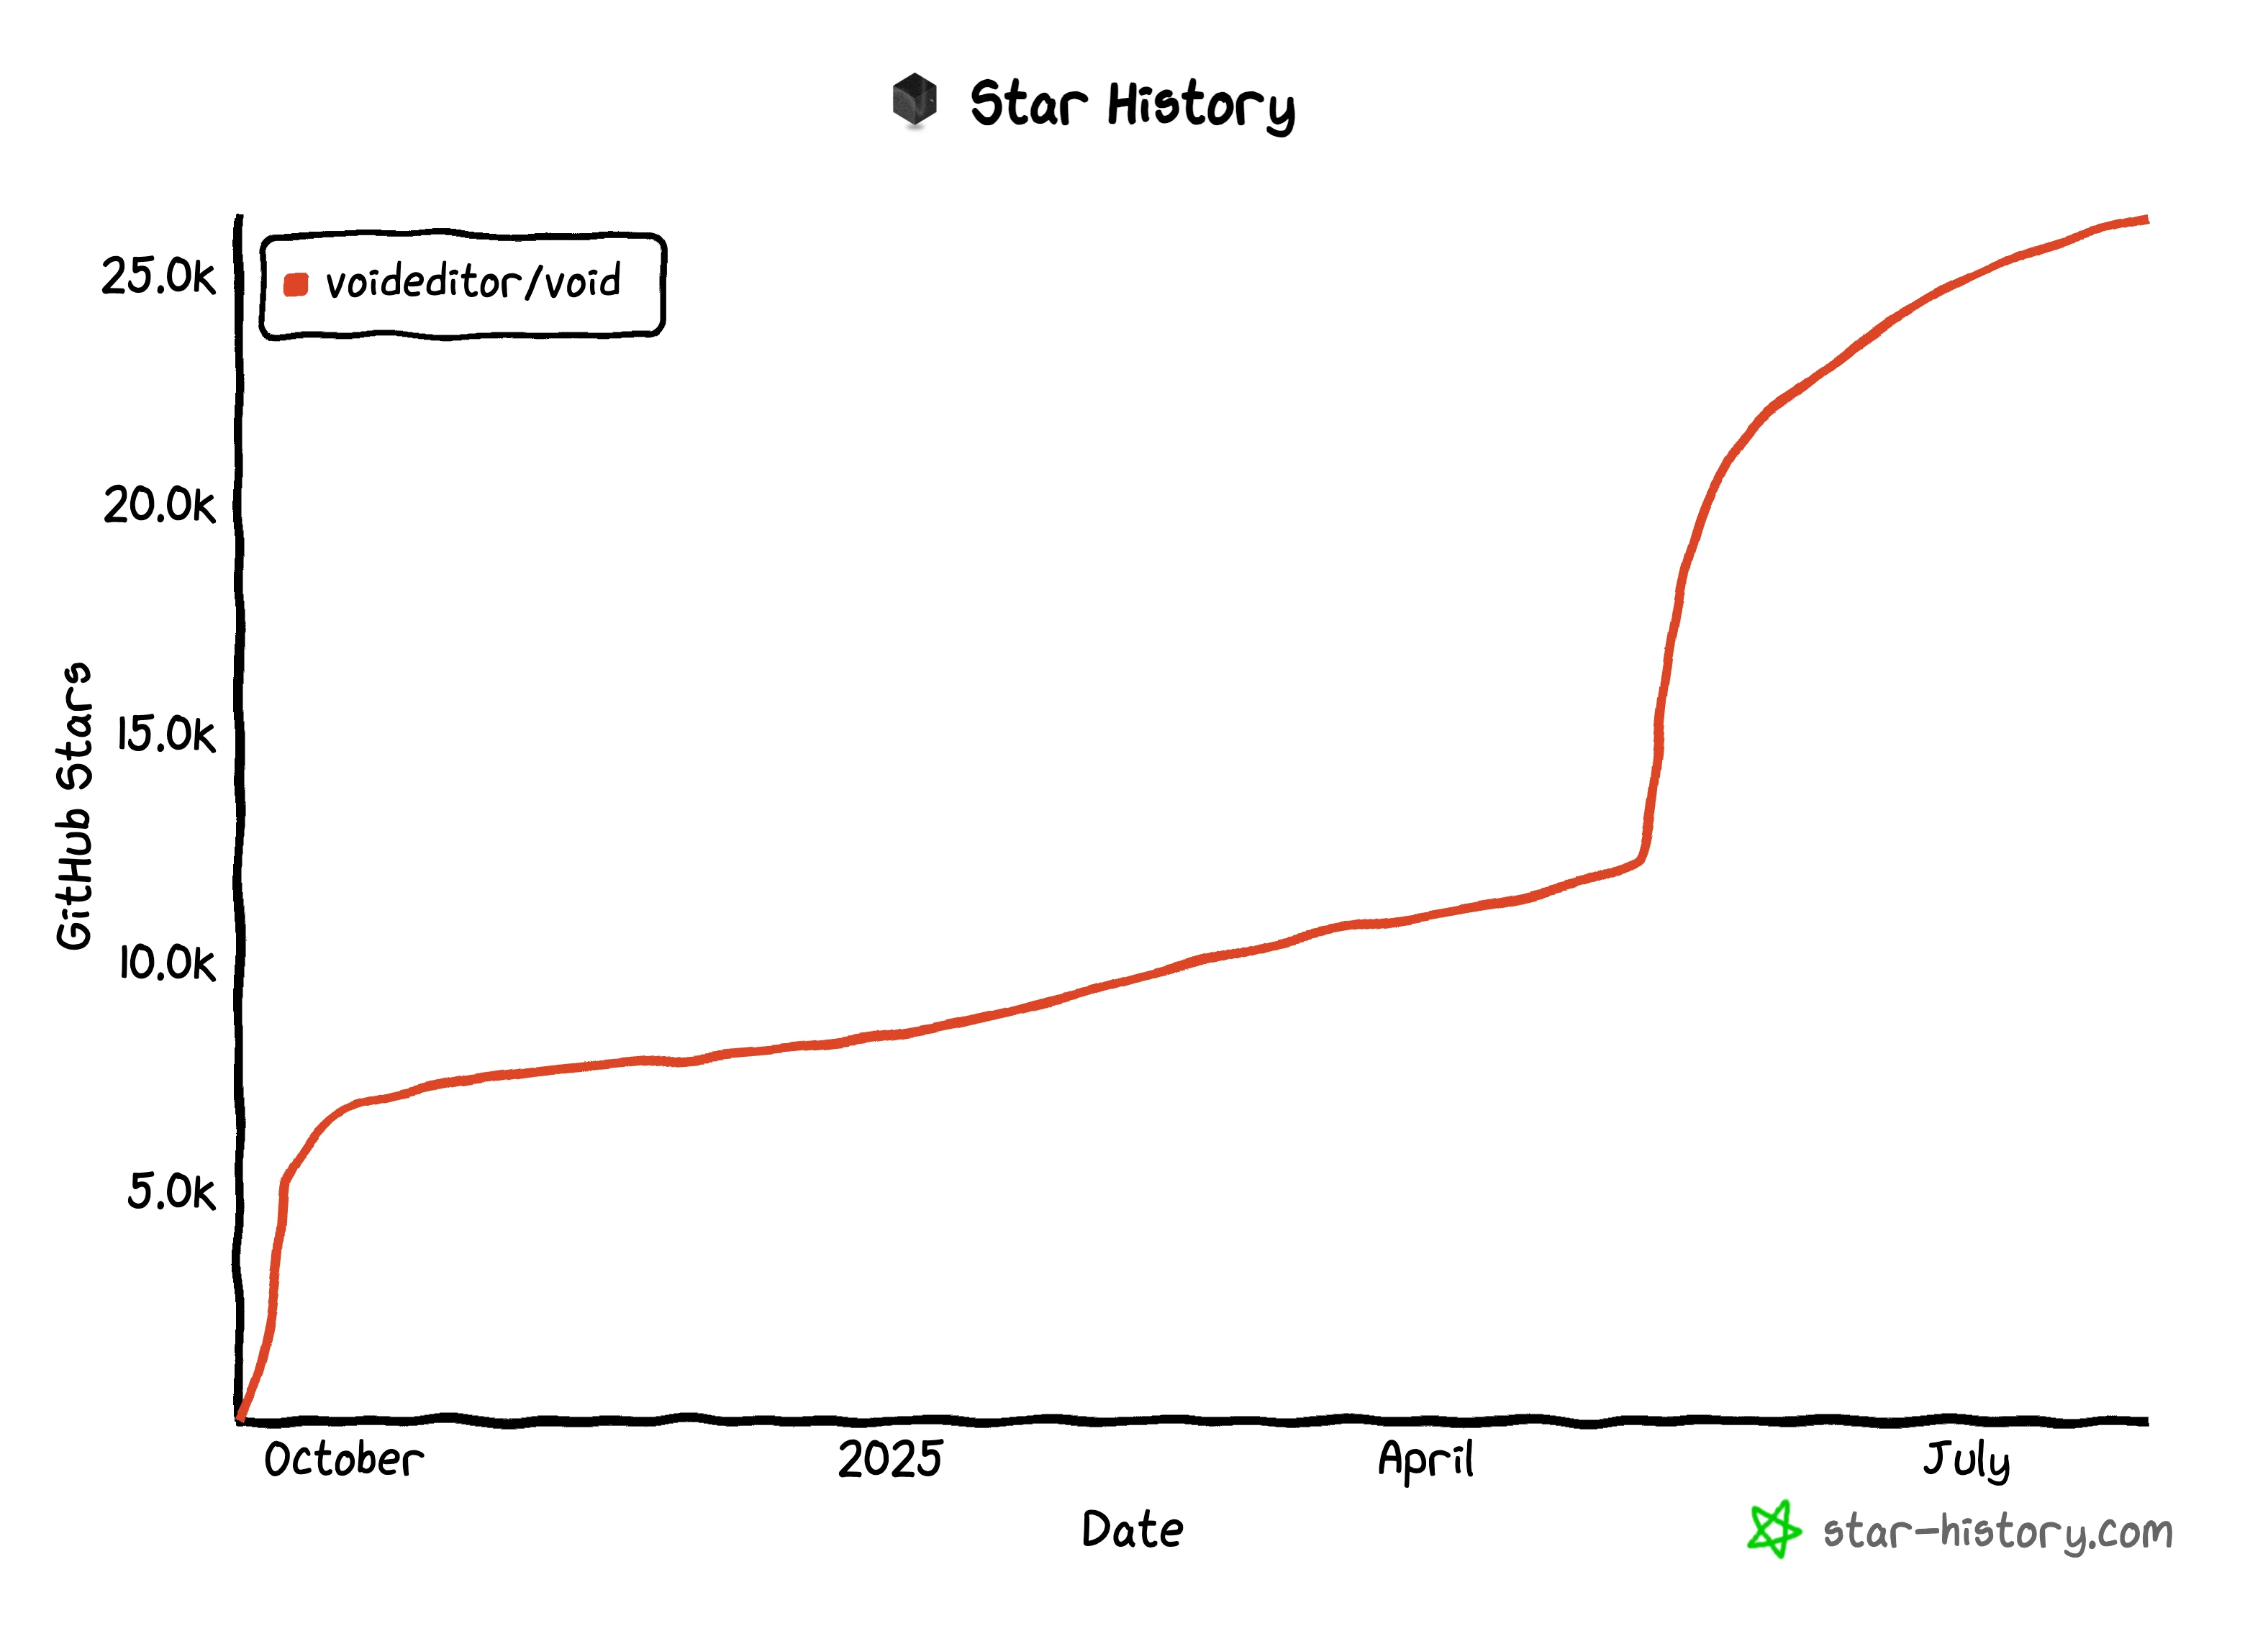 Star History
voideditor/void
25.0k
20.0k
15.0k
10.0k
5.0k
GitHub Stars
October
2025
April
July
Date
star-history.com